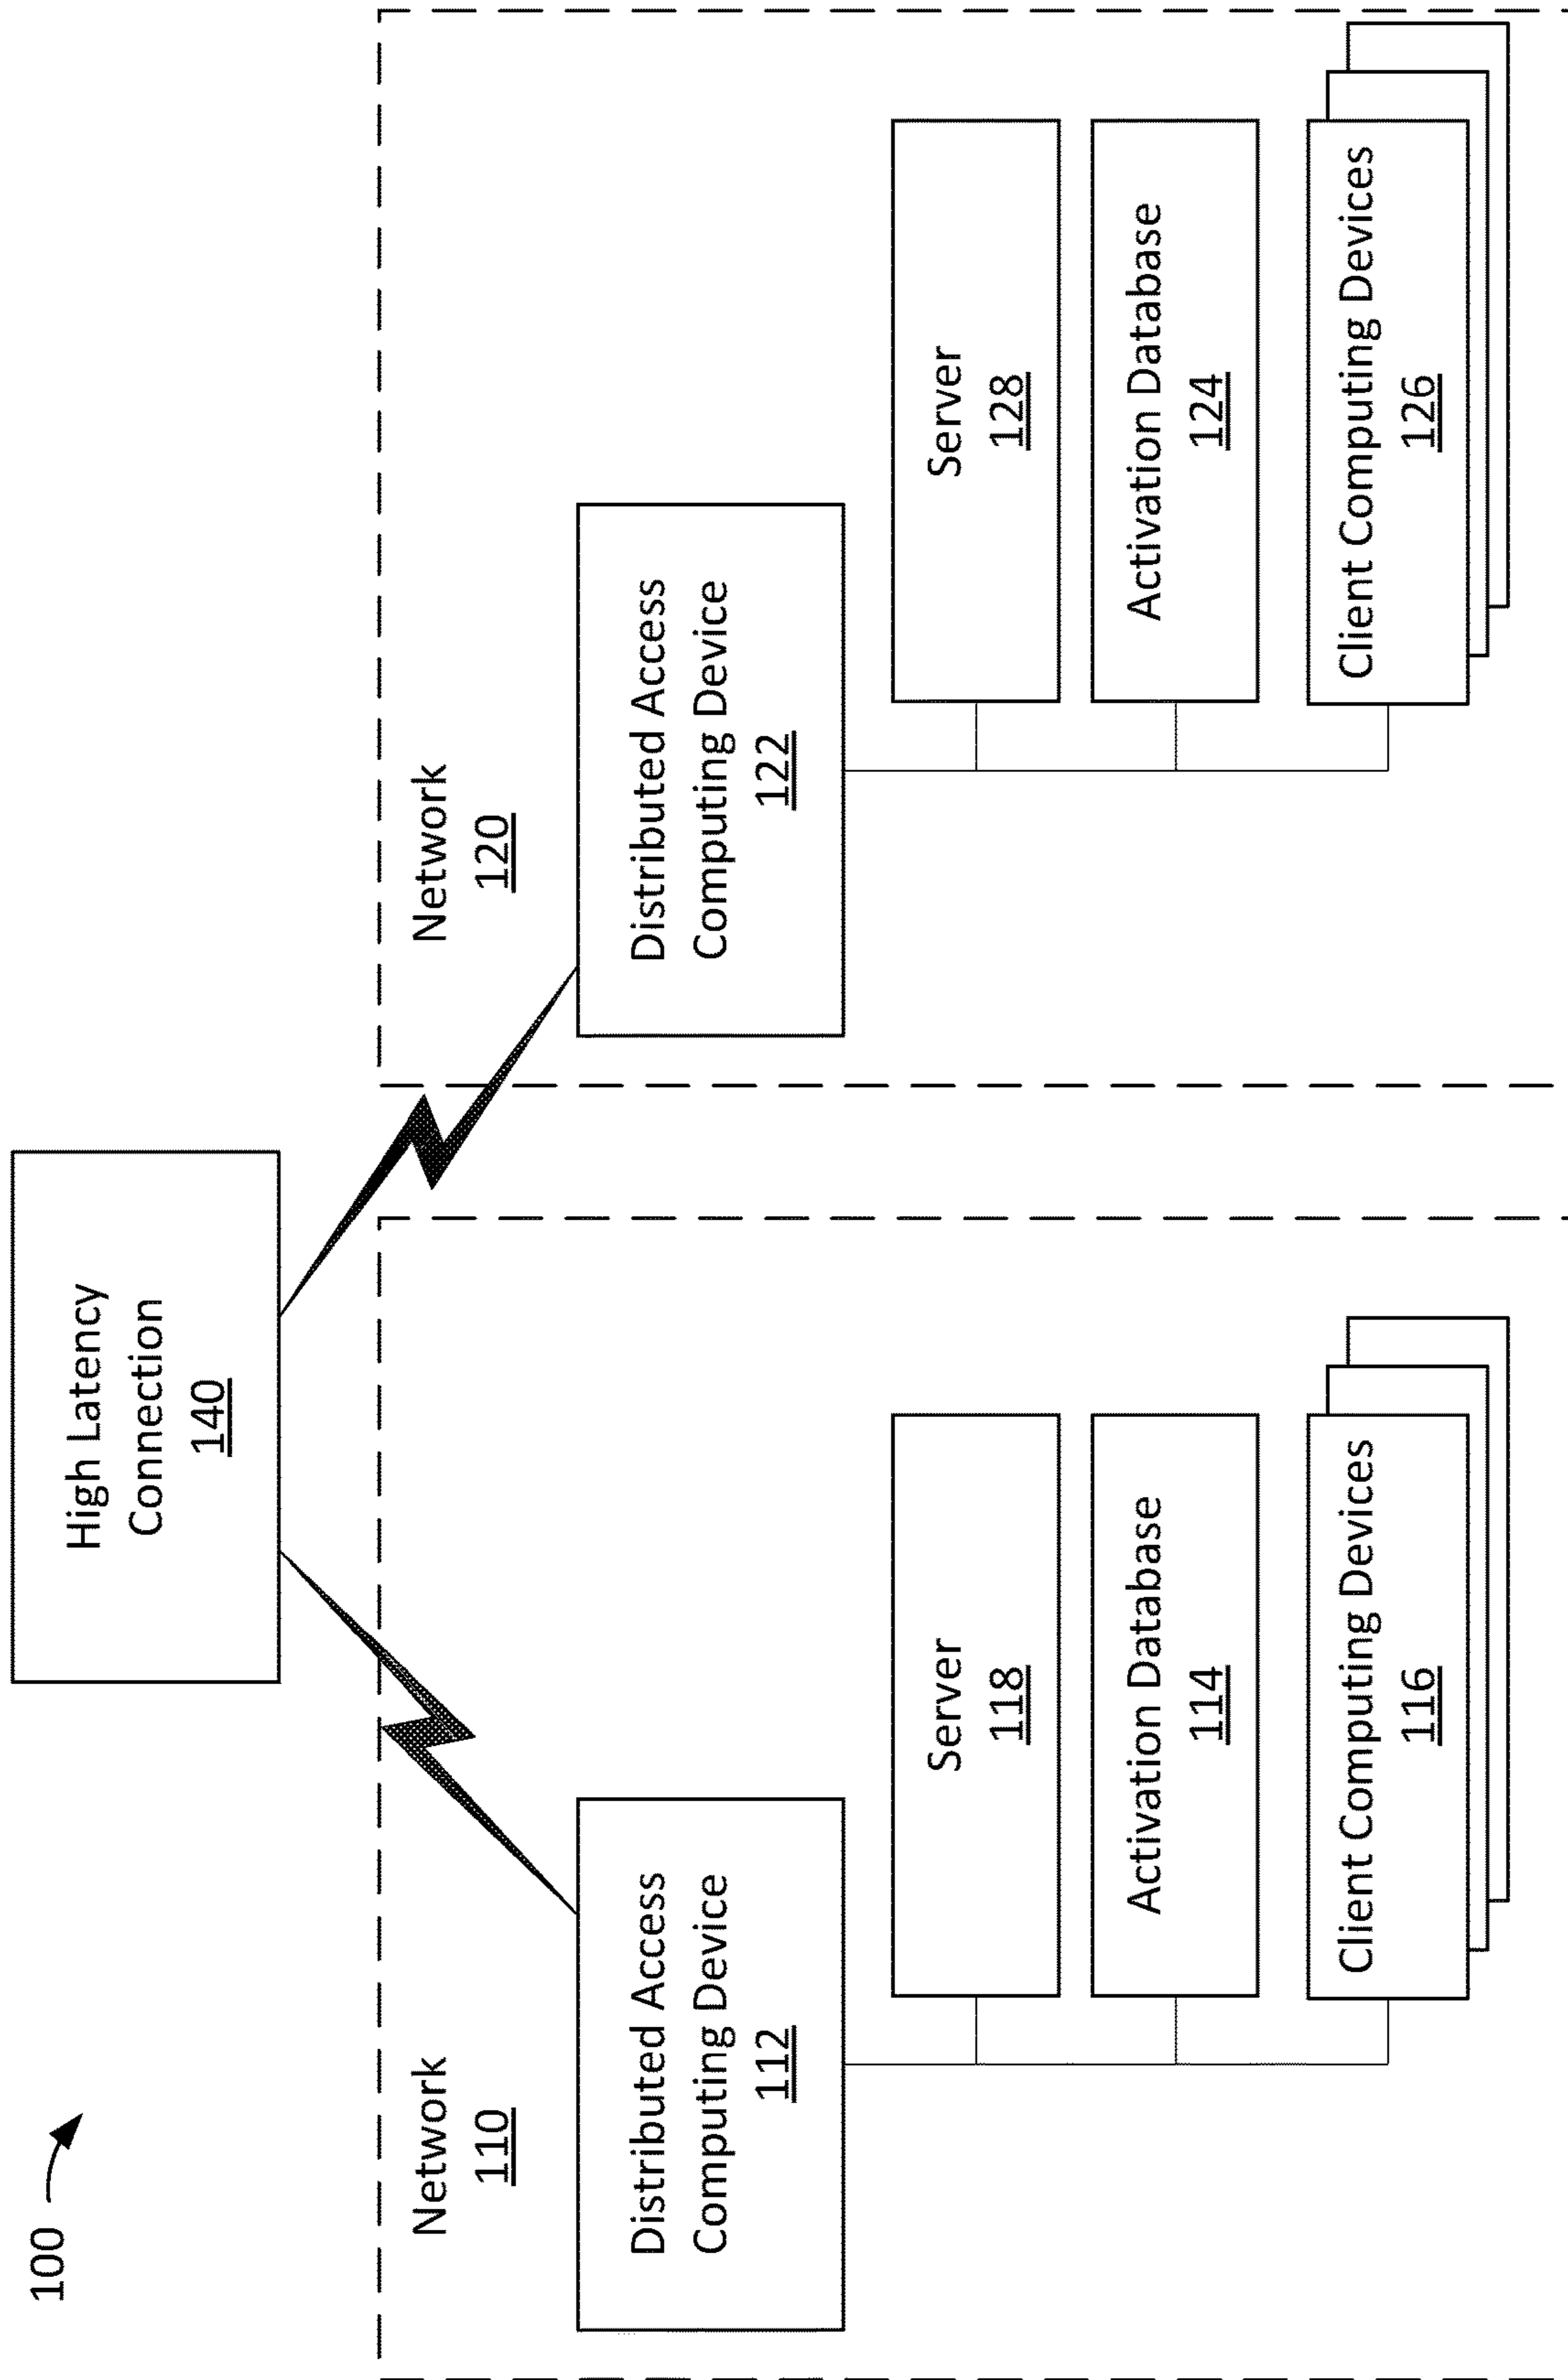 100
High Latency
Connection
140
Network
110
Distributed Access
Computing Device
112
Server
118
Activation Database
114
Client Computing Devices
116
Network
120
Distributed Access
Computing Device
122
Server
128
Activation Database
124
Client Computing Devices
126